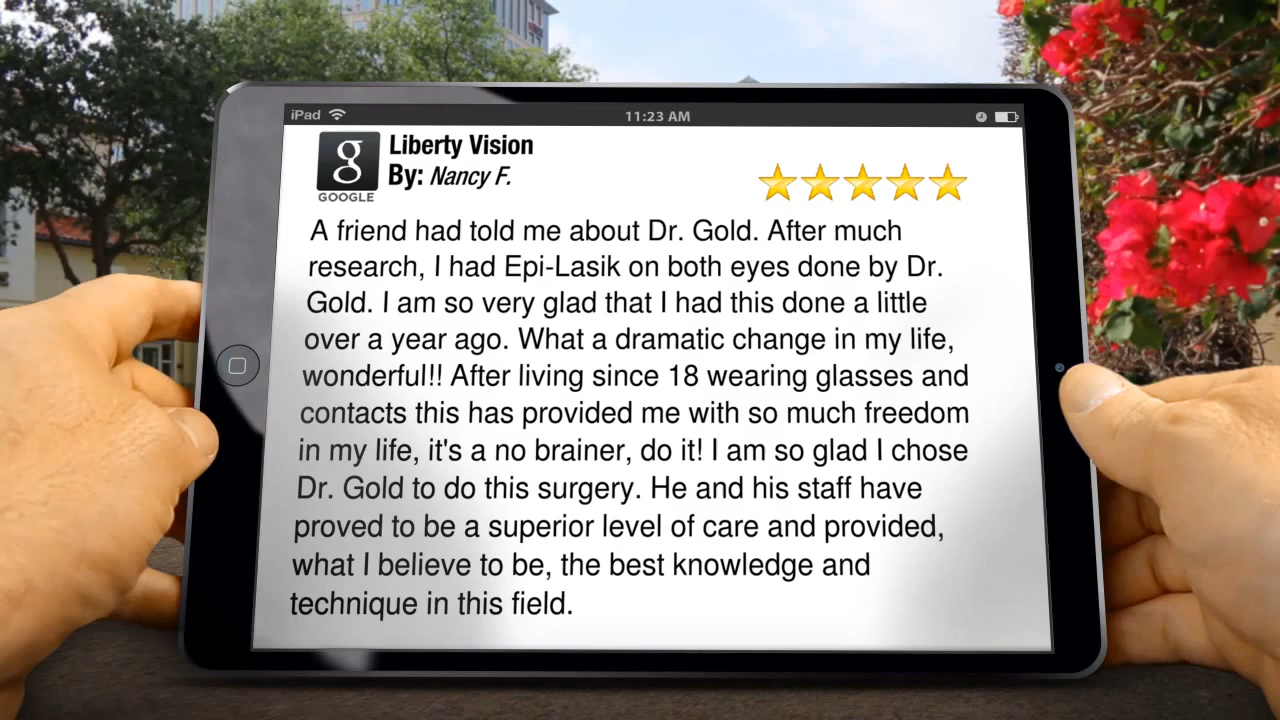 iPad
11:23 AM
g
GOOGLE
Liberty Vision
By: Nancy F.
A friend had told me about Dr. Gold. After much
research, I had Epi-Lasik on both eyes done by Dr.
Gold. I am so very glad that I had this done a little
over a year ago. What a dramatic change in my life,
wonderful!! After living since 18 wearing glasses and
contacts this has provided me with so much freedom
in my life, it's a no brainer, do it! I am so glad I chose
Dr. Gold to do this surgery. He and his staff have
proved to be a superior level of care and provided,
what I believe to be, the best knowledge and
technique in this field.